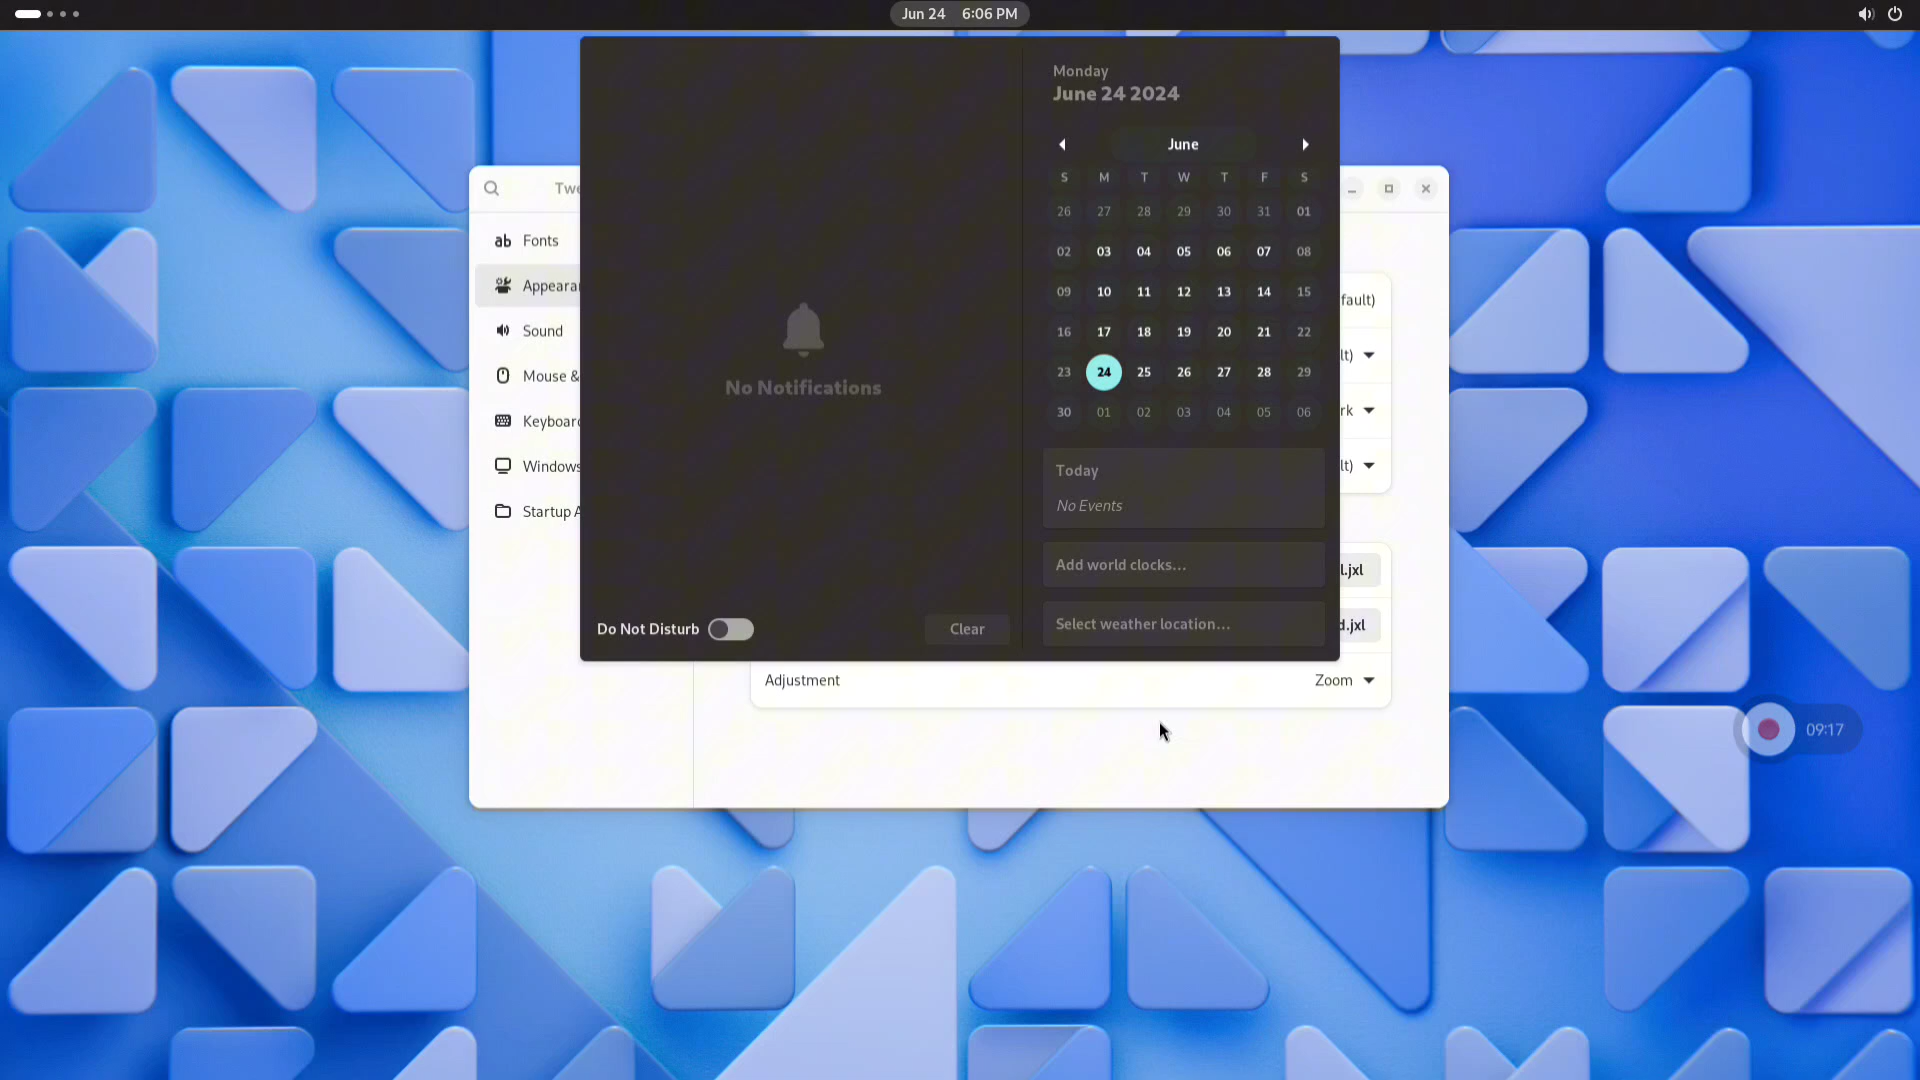 Jun 24 6:06 PM
Monday
June 24 2024
June
S M T W T F S
26 27 28 29 30 31 01
02 03 04 05 06 07 08
09 10 11 12 13 14 15
16 17 18 19 20 21 22
23 24 25 26 27 28 29
30 01 02 03 04 05 06
Today
No Events
Add world clocks...
Select weather location...
No Notifications
Do Not Disturb
Clear
Twe
Fonts
Appeara
Sound
Mouse &
Keyboard
Windows
Startup A
fault)
lt)
rk
lt)
l.jxl
d.jxl
Adjustment Zoom
09:17